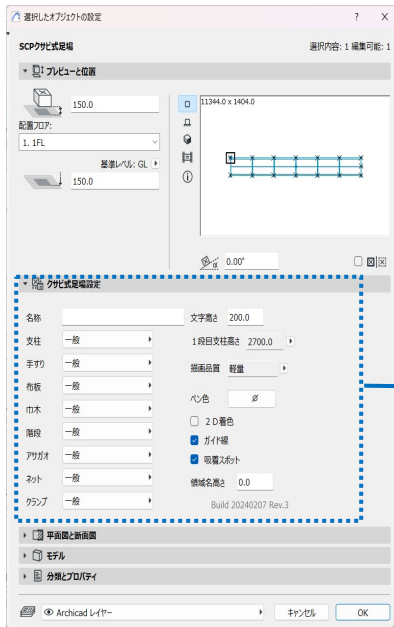 選択したオブジェクトの設定 ? X
SCPクサビ式足場 選択内容: 1 編集可能: 1
プレビューと位置
150.0
配置フロア:
1. 1FL
基準レベル: GL
150.0
11344.0 x 1404.0
α 0.00°
クサビ式足場設定
名称 文字高さ 200.0
支柱 一般 1段目支柱高さ 2700.0
手すり 一般 描画品質 軽量
布板 一般 ペン色 Ø
巾木 一般 2D着色
階段 一般 ガイド線
アサガオ 一般 吸着スポット
ネット 一般 領域名高さ 0.0
クランプ 一般 Build 20240207 Rev.3
平面図と断面図
モデル
分類とプロパティ
Archicad レイヤー キャンセル OK